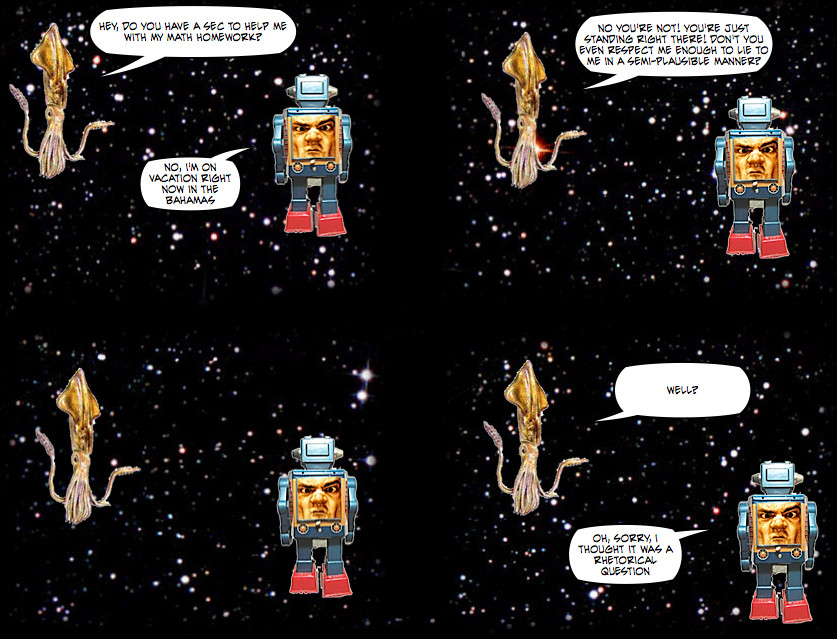 HEY, DO YOU HAVE A SEC TO HELP ME
WITH MY MATH HOMEWORK?
NO, I'M ON
VACATION RIGHT
NOW IN THE
BAHAMAS
NO YOU'RE NOT! YOU'RE JUST
STANDING RIGHT THERE! DON'T YOU
EVEN RESPECT ME ENOUGH TO LIE TO
ME IN A SEMI-PLAUSIBLE MANNER?
WELL?
OH, SORRY, I
THOUGHT IT WAS A
RHETORICAL
QUESTION